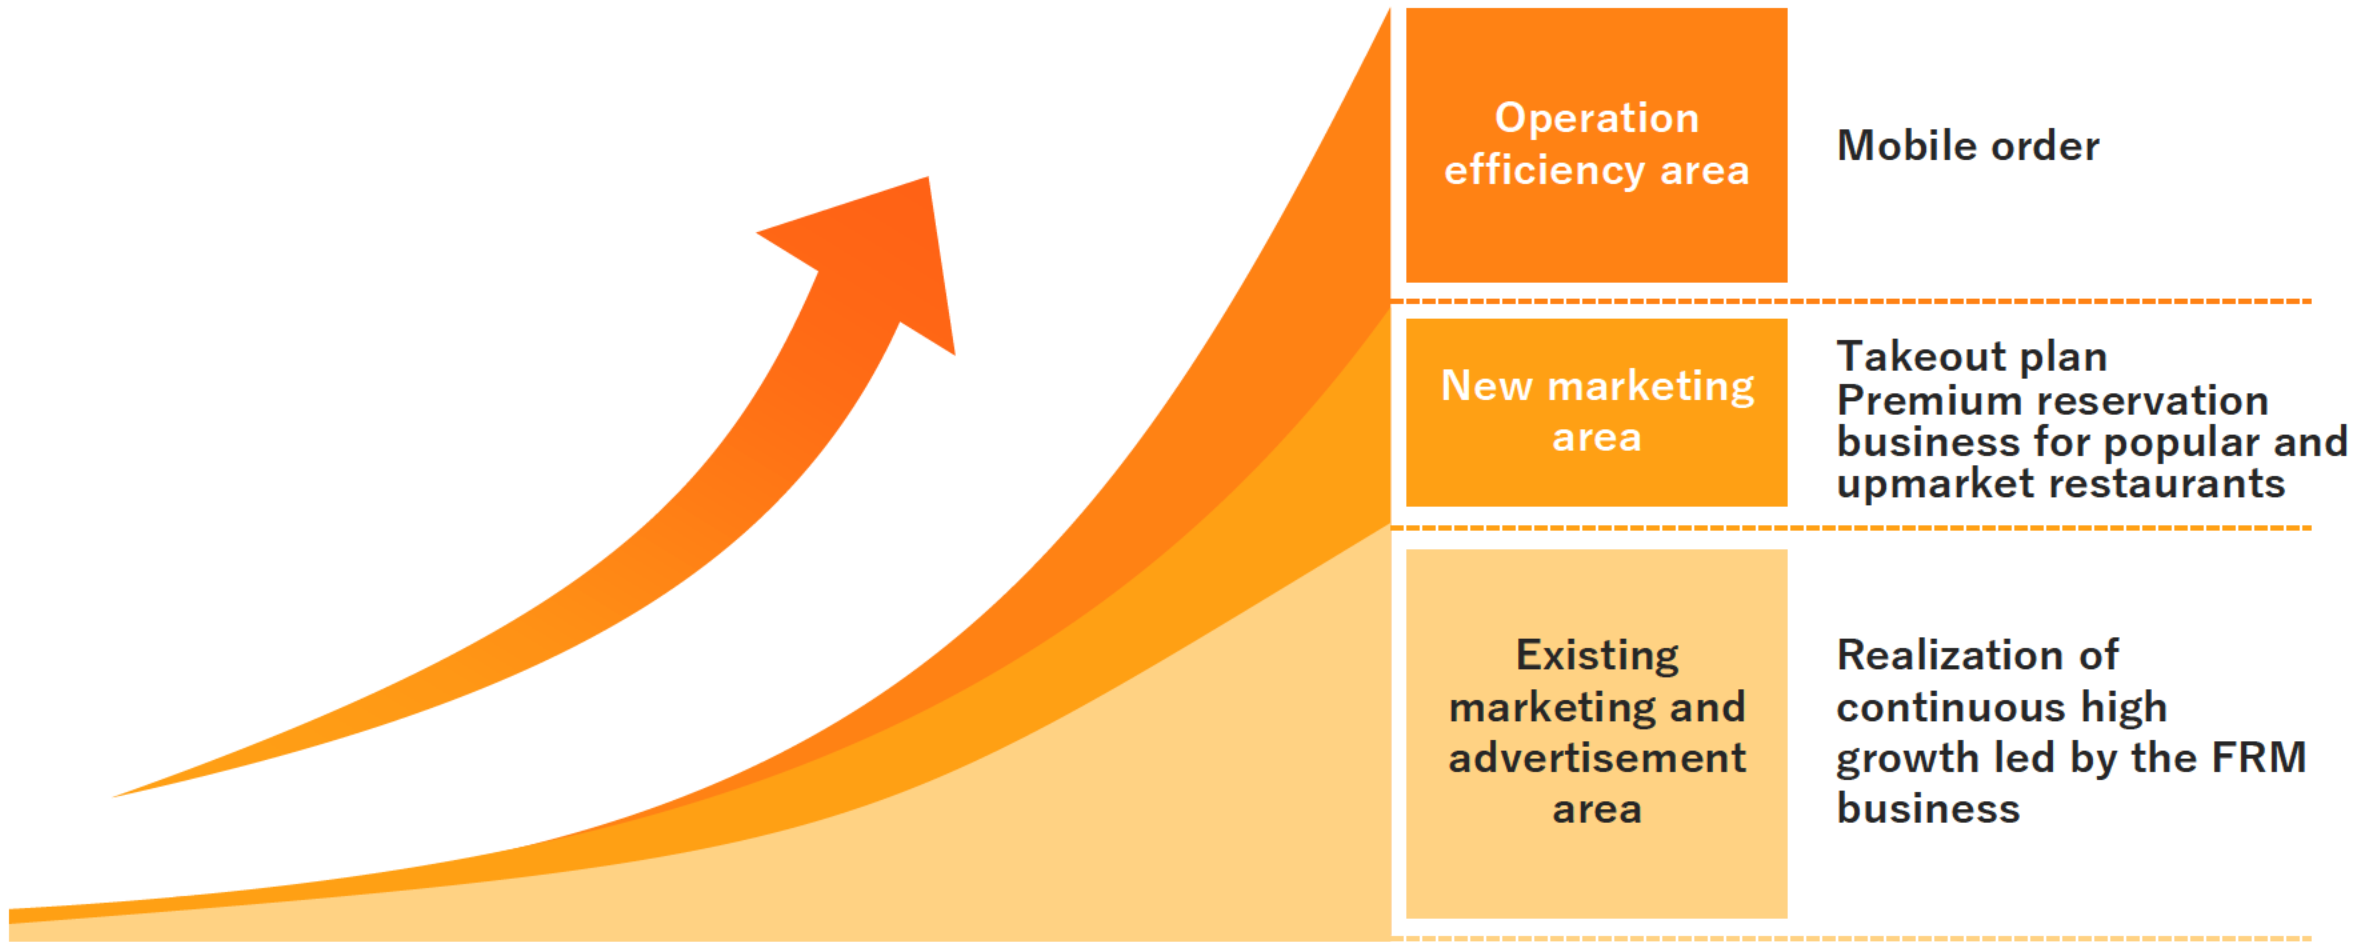 Operation
efficiency area
Mobile order
New marketing
area
Takeout plan
Premium reservation
business for popular and
upmarket restaurants
Existing
marketing and
advertisement
area
Realization of
continuous high
growth led by the FRM
business